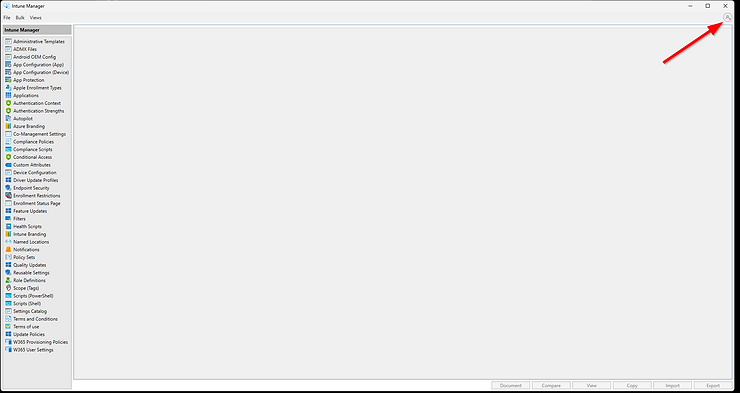 Intune Manager
File Bulk Views
Intune Manager
Administrative Templates
ADMX Files
Android OEM Config
App Configuration (App)
App Configuration (Device)
App Protection
Apple Enrollment Types
Applications
Authentication Context
Authentication Strengths
Autopilot
Azure Branding
Co-Management Settings
Compliance Policies
Compliance Scripts
Conditional Access
Custom Attributes
Device Configuration
Driver Update Profiles
Endpoint Security
Enrollment Restrictions
Enrollment Status Page
Feature Updates
Filters
Health Scripts
Intune Branding
Named Locations
Notifications
Policy Sets
Quality Updates
Reusable Settings
Role Definitions
Scope (Tags)
Scripts (PowerShell)
Scripts (Shell)
Settings Catalog
Terms and Conditions
Terms of use
Update Policies
W365 Provisioning Policies
W365 User Settings
Document Compare View Copy Import Export